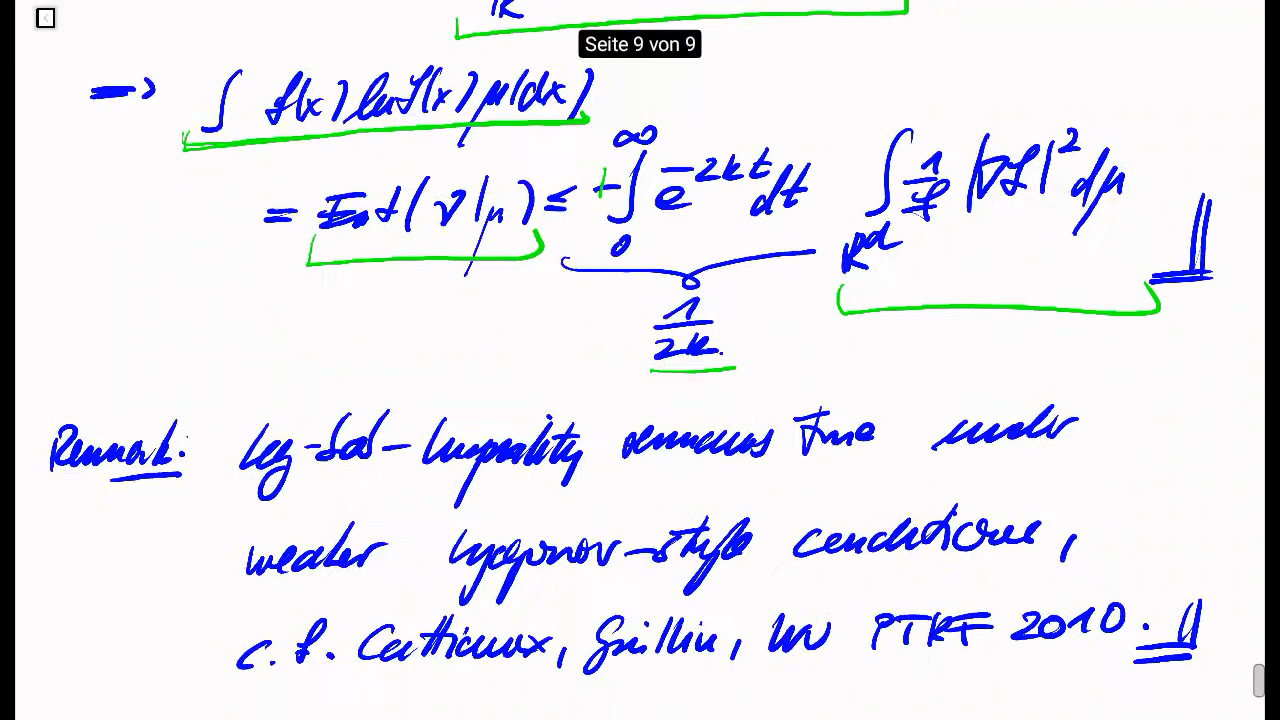 ℝ
Seite 9 von 9
=> ∫ f(x) ln f(x) μ(dx)
= Ent(ν|μ) ≤ + ∫₀^∞ e^{-2kt} dt ∫_{ℝ^d} 1/f |∇f|² dμ
1/2k
Remark: Log-Sob-Inequality remains true under
weaker Lyapunov-style conditions,
c.f. Cattiaux, Guillin, Wu PTRF 2010.